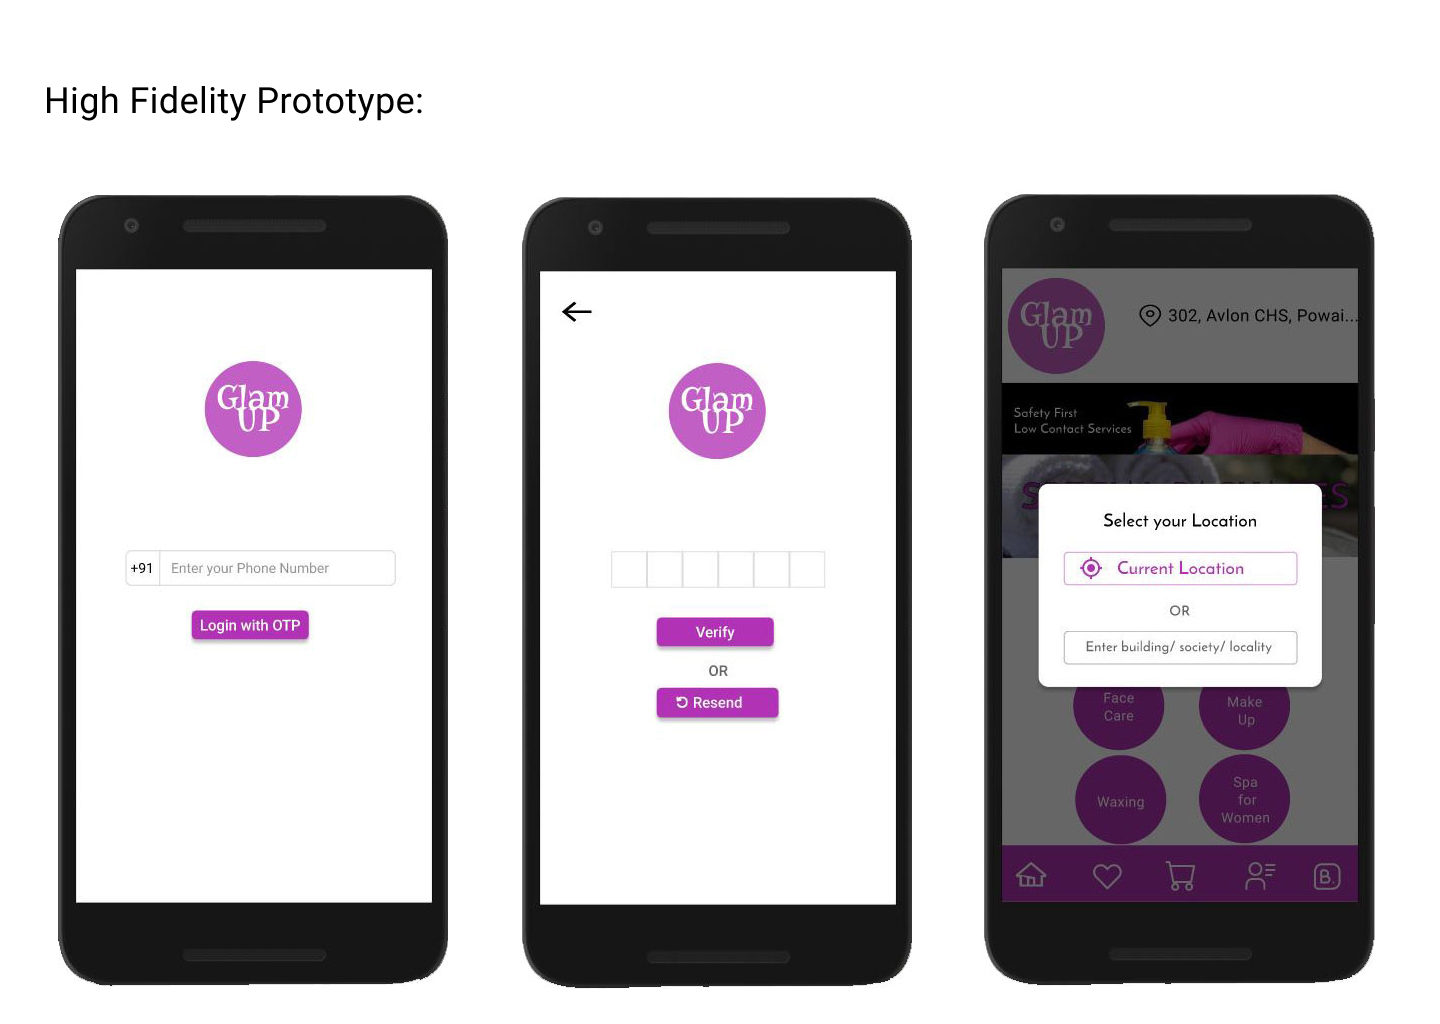 High Fidelity Prototype:
Glam
UP
+91 Enter your Phone Number
Login with OTP
Glam
UP
Verify
OR
Resend
Glam
UP
302, Avlon CHS, Powai...
Safety First
Low Contact Services
Select your Location
Current Location
OR
Enter building/ society/ locality
Face
Care
Make
Up
Waxing
Spa
for
Women
B.